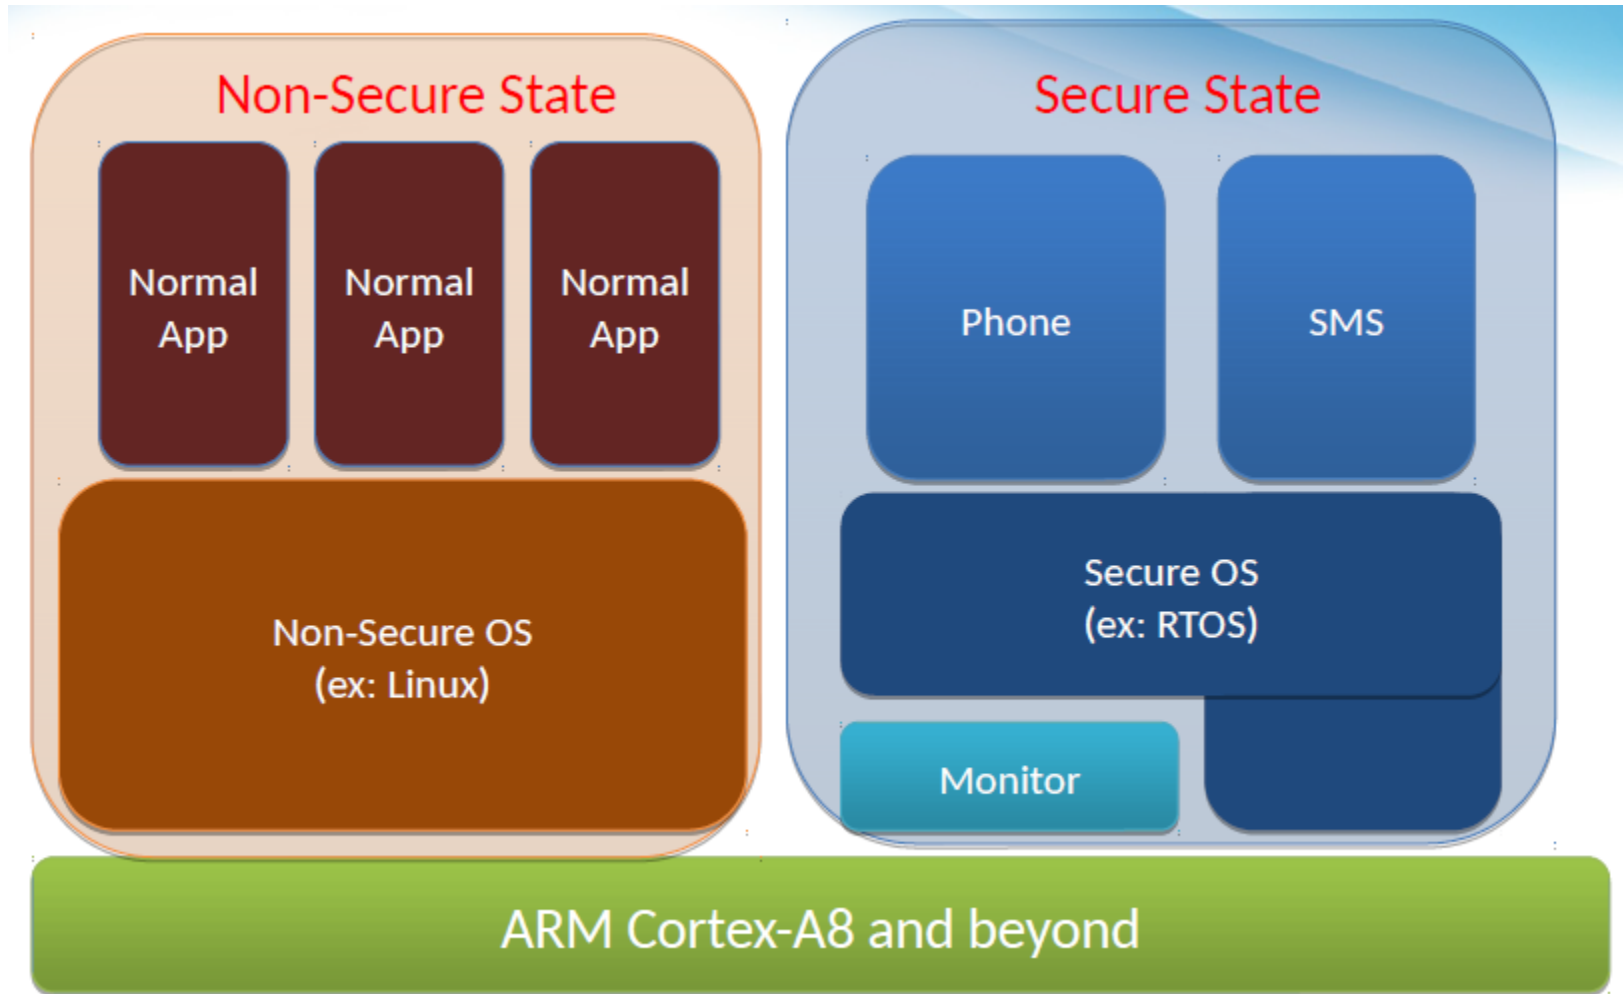 Non-Secure State
Normal
App
Normal
App
Normal
App
Non-Secure OS
(ex: Linux)
Secure State
Phone
SMS
Secure OS
(ex: RTOS)
Monitor
ARM Cortex-A8 and beyond